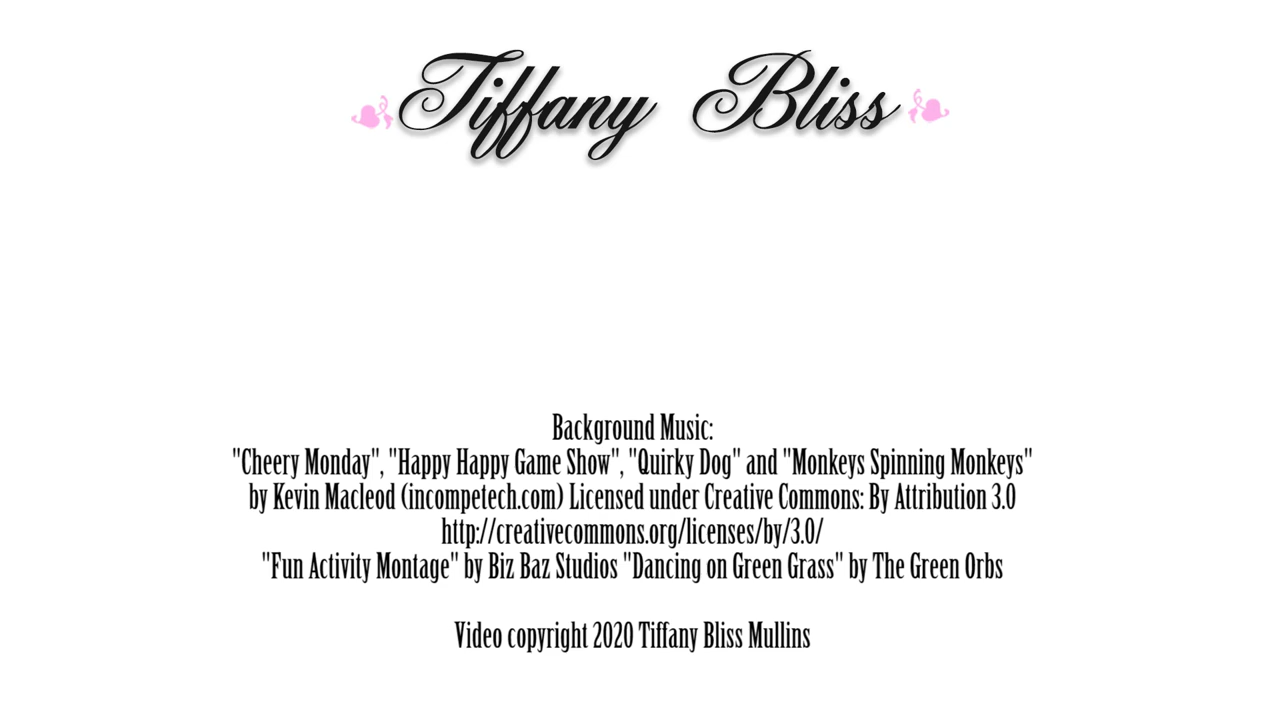 Tiffany Bliss
Background Music:
"Cheery Monday", "Happy Happy Game Show", "Quirky Dog" and "Monkeys Spinning Monkeys"
by Kevin Macleod (incompetech.com) Licensed under Creative Commons: By Attribution 3.0
http://creativecommons.org/licenses/by/3.0/
"Fun Activity Montage" by Biz Baz Studios "Dancing on Green Grass" by The Green Orbs
Video copyright 2020 Tiffany Bliss Mullins